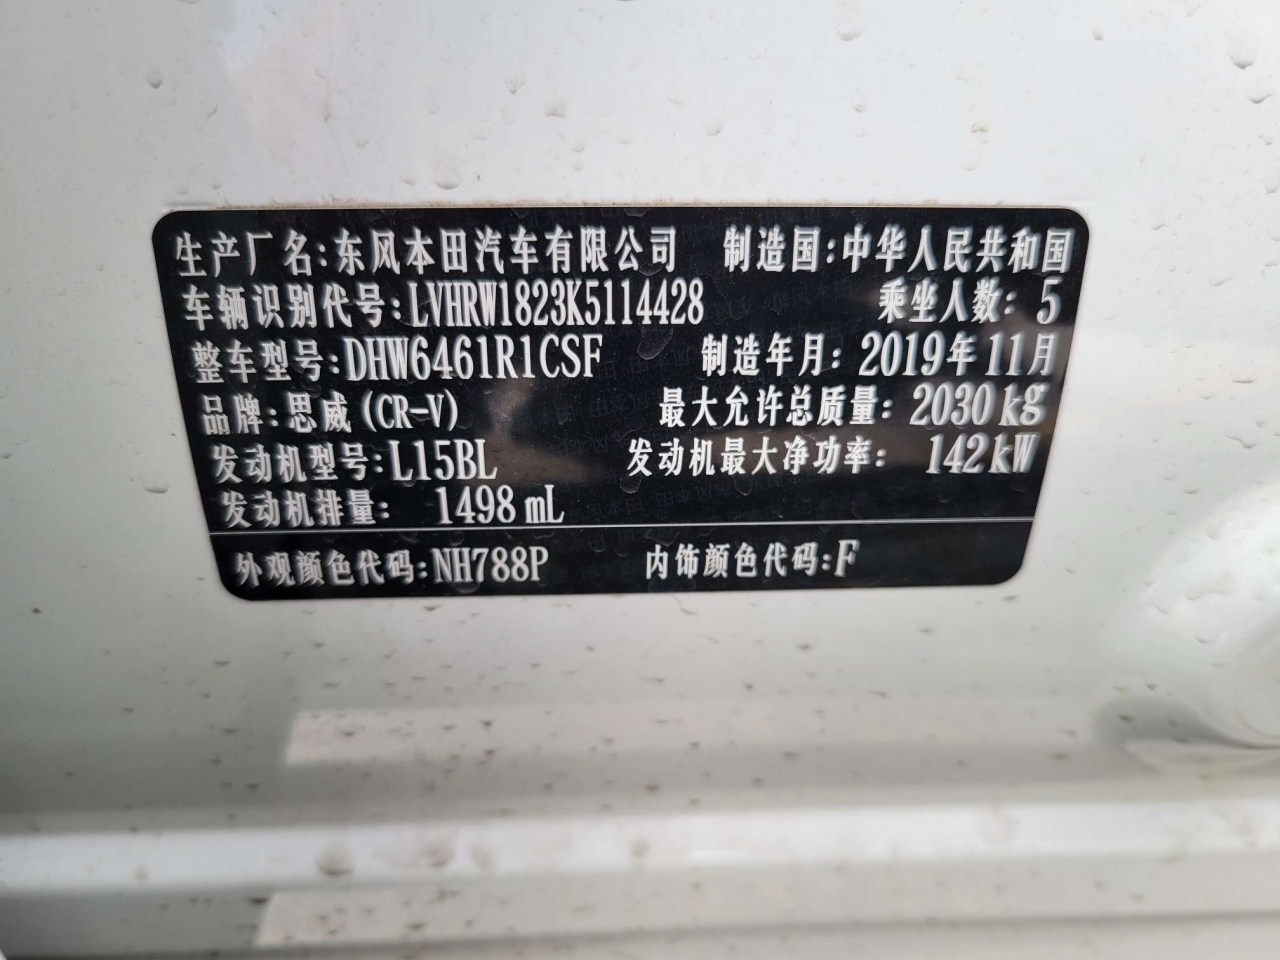 生产厂名:东风本田汽车有限公司 制造国:中华人民共和国
车辆识别代号:LVHRW1823K5114428 乘坐人数:5
整车型号:DHW6461R1CSF 制造年月:2019年11月
品牌:思威(CR-V) 最大允许总质量:2030kg
发动机型号:L15BL 发动机最大净功率:142kW
发动机排量:1498mL
外观颜色代码:NH788P 内饰颜色代码:F